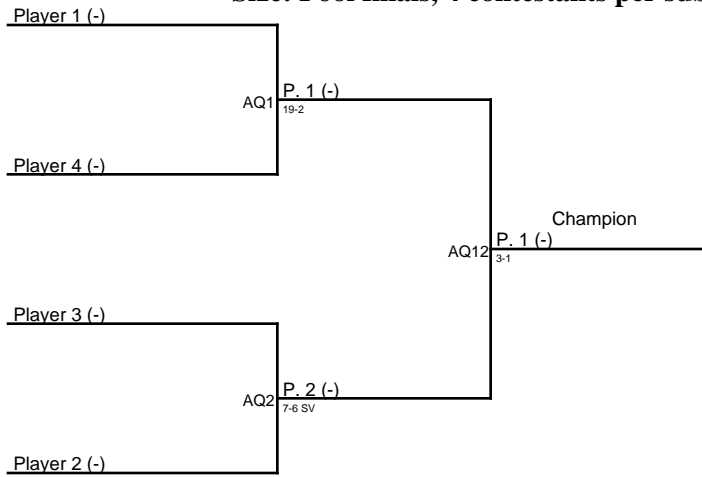 Player 1 (-)
AQ1
P. 1 (-)
19-2
Player 4 (-)
Champion
AQ12
P. 1 (-)
3-1
Player 3 (-)
AQ2
P. 2 (-)
7-6 SV
Player 2 (-)